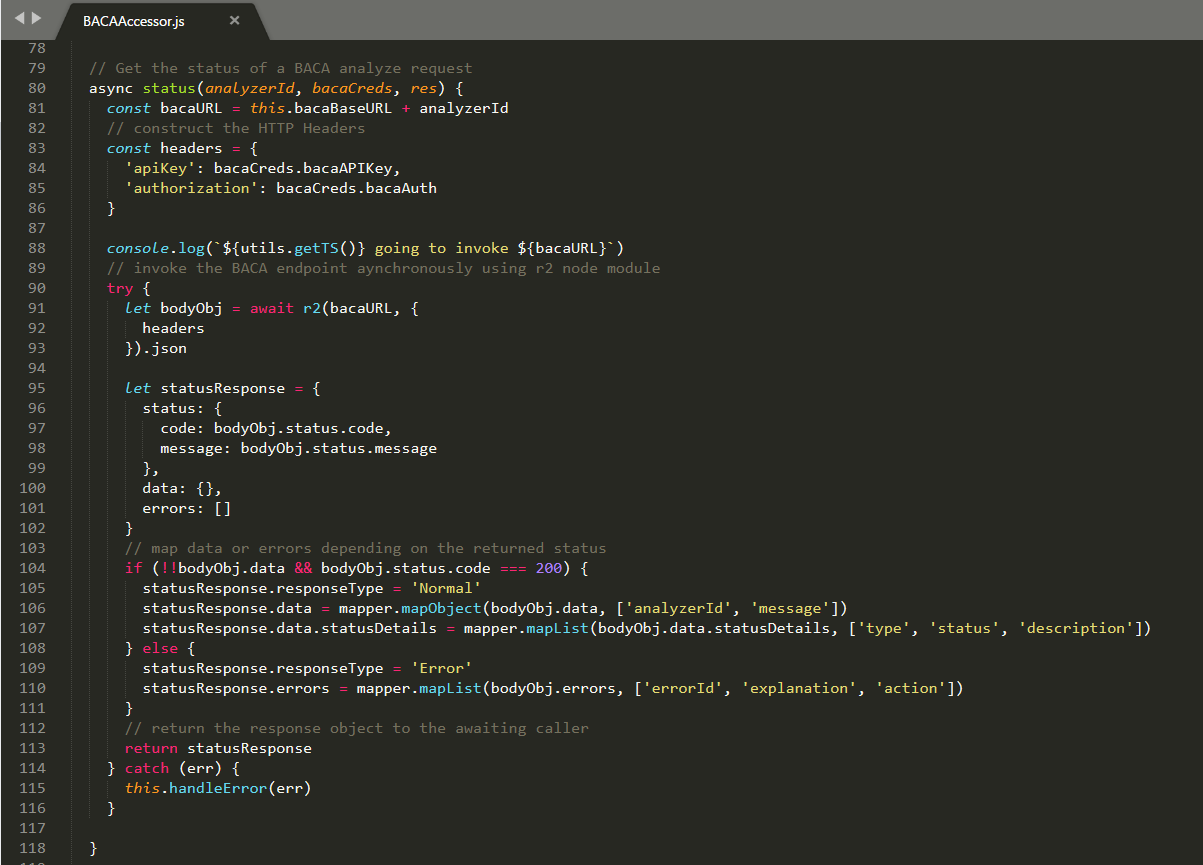 BACAAccessor.js ×
78
79 // Get the status of a BACA analyze request
80 async status(analyzerId, bacaCreds, res) {
81 const bacaURL = this.bacaBaseURL + analyzerId
82 // construct the HTTP Headers
83 const headers = {
84 'apiKey': bacaCreds.bacaAPIKey,
85 'authorization': bacaCreds.bacaAuth
86 }
87
88 console.log(`${utils.getTS()} going to invoke ${bacaURL}`)
89 // invoke the BACA endpoint aynchronously using r2 node module
90 try {
91 let bodyObj = await r2(bacaURL, {
92 headers
93 }).json
94
95 let statusResponse = {
96 status: {
97 code: bodyObj.status.code,
98 message: bodyObj.status.message
99 },
100 data: {},
101 errors: []
102 }
103 // map data or errors depending on the returned status
104 if (!!bodyObj.data && bodyObj.status.code === 200) {
105 statusResponse.responseType = 'Normal'
106 statusResponse.data = mapper.mapObject(bodyObj.data, ['analyzerId', 'message'])
107 statusResponse.data.statusDetails = mapper.mapList(bodyObj.data.statusDetails, ['type', 'status', 'description'])
108 } else {
109 statusResponse.responseType = 'Error'
110 statusResponse.errors = mapper.mapList(bodyObj.errors, ['errorId', 'explanation', 'action'])
111 }
112 // return the response object to the awaiting caller
113 return statusResponse
114 } catch (err) {
115 this.handleError(err)
116 }
117
118 }